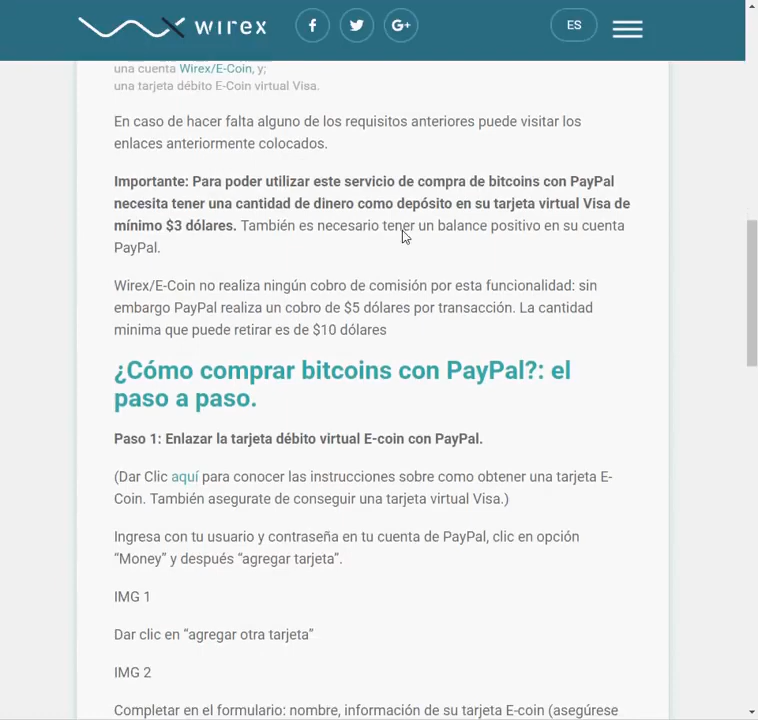 wirex
f
G+
ES
una cuenta Wirex/E-Coin, y;
una tarjeta débito E-Coin virtual Visa.
En caso de hacer falta alguno de los requisitos anteriores puede visitar los
enlaces anteriormente colocados.
Importante: Para poder utilizar este servicio de compra de bitcoins con PayPal
necesita tener una cantidad de dinero como depósito en su tarjeta virtual Visa de
mínimo $3 dólares. También es necesario tener un balance positivo en su cuenta
PayPal.
Wirex/E-Coin no realiza ningún cobro de comisión por esta funcionalidad: sin
embargo PayPal realiza un cobro de $5 dólares por transacción. La cantidad
minima que puede retirar es de $10 dólares
¿Cómo comprar bitcoins con PayPal?: el
paso a paso.
Paso 1: Enlazar la tarjeta débito virtual E-coin con PayPal.
(Dar Clic aquí para conocer las instrucciones sobre como obtener una tarjeta E-
Coin. También asegurate de conseguir una tarjeta virtual Visa.)
Ingresa con tu usuario y contraseña en tu cuenta de PayPal, clic en opción
“Money” y después “agregar tarjeta”.
IMG 1
Dar clic en “agregar otra tarjeta”
IMG 2
Completar en el formulario: nombre, información de su tarjeta E-coin (asegúrese